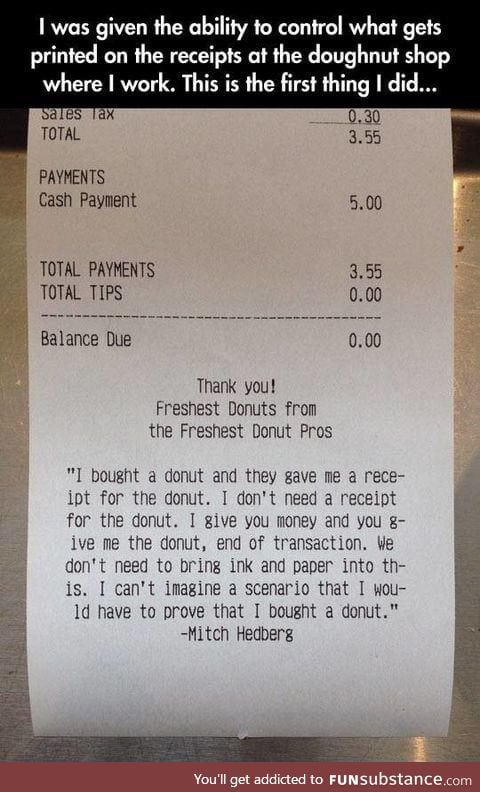 I was given the ability to control what gets
printed on the receipts at the doughnut shop
where I work. This is the first thing I did...
Sales Tax 0.30
TOTAL 3.55
PAYMENTS
Cash Payment 5.00
TOTAL PAYMENTS 3.55
TOTAL TIPS 0.00
--------------------------------------------
Balance Due 0.00
Thank you!
Freshest Donuts from
the Freshest Donut Pros
"I bought a donut and they gave me a rece-
ipt for the donut. I don't need a receipt
for the donut. I give you money and you g-
ive me the donut, end of transaction. We
don't need to bring ink and paper into th-
is. I can't imagine a scenario that I wou-
ld have to prove that I bought a donut."
-Mitch Hedberg
You'll get addicted to FUNsubstance.com